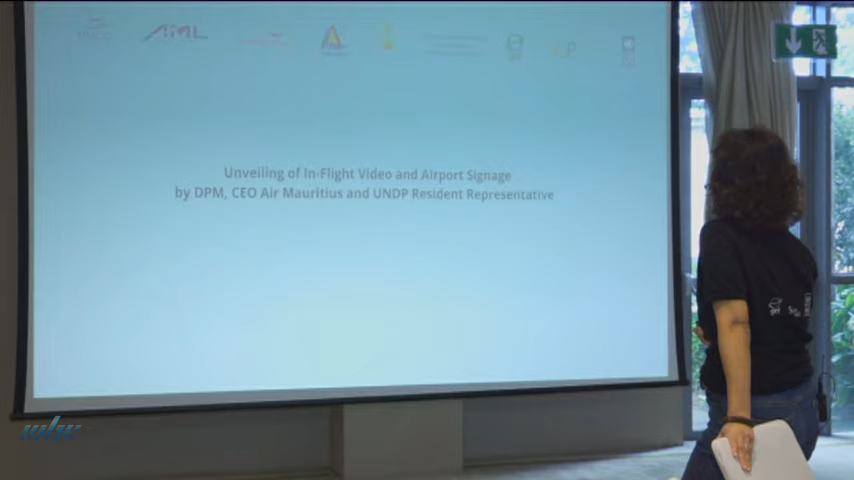 AML
Unveiling of In-Flight Video and Airport Signage
by DPM, CEO Air Mauritius and UNDP Resident Representative